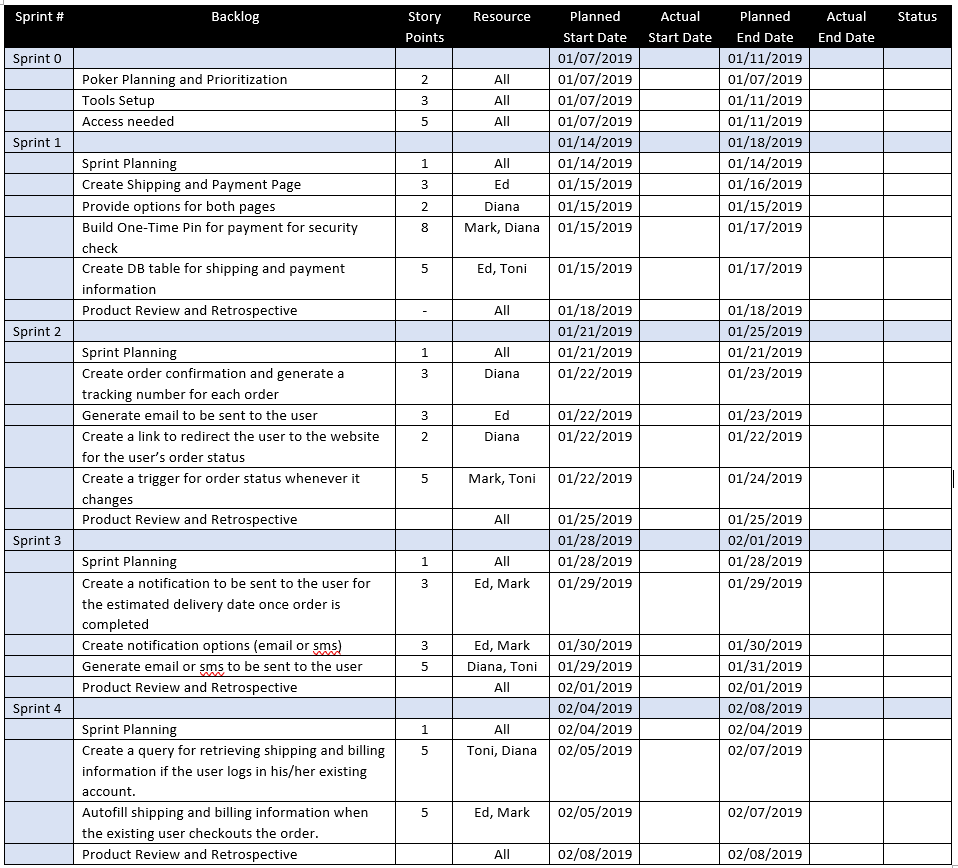 Sprint # Backlog Story Points Resource Planned Start Date Actual Start Date Planned End Date Actual End Date Status
Sprint 0 01/07/2019 01/11/2019
Poker Planning and Prioritization 2 All 01/07/2019 01/07/2019
Tools Setup 3 All 01/07/2019 01/11/2019
Access needed 5 All 01/07/2019 01/11/2019
Sprint 1 01/14/2019 01/18/2019
Sprint Planning 1 All 01/14/2019 01/14/2019
Create Shipping and Payment Page 3 Ed 01/15/2019 01/16/2019
Provide options for both pages 2 Diana 01/15/2019 01/15/2019
Build One-Time Pin for payment for security 8 Mark, Diana 01/15/2019 01/17/2019
check
Create DB table for shipping and payment 5 Ed, Toni 01/15/2019 01/17/2019
information
Product Review and Retrospective - All 01/18/2019 01/18/2019
Sprint 2 01/21/2019 01/25/2019
Sprint Planning 1 All 01/21/2019 01/21/2019
Create order confirmation and generate a 3 Diana 01/22/2019 01/23/2019
tracking number for each order
Generate email to be sent to the user 3 Ed 01/22/2019 01/23/2019
Create a link to redirect the user to the website 2 Diana 01/22/2019 01/22/2019
for the user’s order status
Create a trigger for order status whenever it 5 Mark, Toni 01/22/2019 01/24/2019
changes
Product Review and Retrospective All 01/25/2019 01/25/2019
Sprint 3 01/28/2019 02/01/2019
Sprint Planning 1 All 01/28/2019 01/28/2019
Create a notification to be sent to the user for 3 Ed, Mark 01/29/2019 01/29/2019
the estimated delivery date once order is
completed
Create notification options (email or sms) 3 Ed, Mark 01/30/2019 01/30/2019
Generate email or sms to be sent to the user 5 Diana, Toni 01/29/2019 01/31/2019
Product Review and Retrospective All 02/01/2019 02/01/2019
Sprint 4 02/04/2019 02/08/2019
Sprint Planning 1 All 02/04/2019 02/04/2019
Create a query for retrieving shipping and billing 5 Toni, Diana 02/05/2019 02/07/2019
information if the user logs in his/her existing
account.
Autofill shipping and billing information when 5 Ed, Mark 02/05/2019 02/07/2019
the existing user checkouts the order.
Product Review and Retrospective All 02/08/2019 02/08/2019